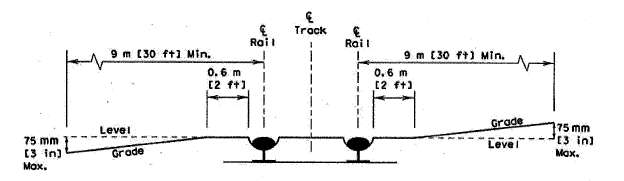 ℄
Track
℄
Rail
℄
Rail
9 m [30 ft] Min.
9 m [30 ft] Min.
0.6 m
[2 ft]
0.6 m
[2 ft]
Level
Grade
75 mm
[3 in]
Max.
Grade
Level
75 mm
[3 in]
Max.